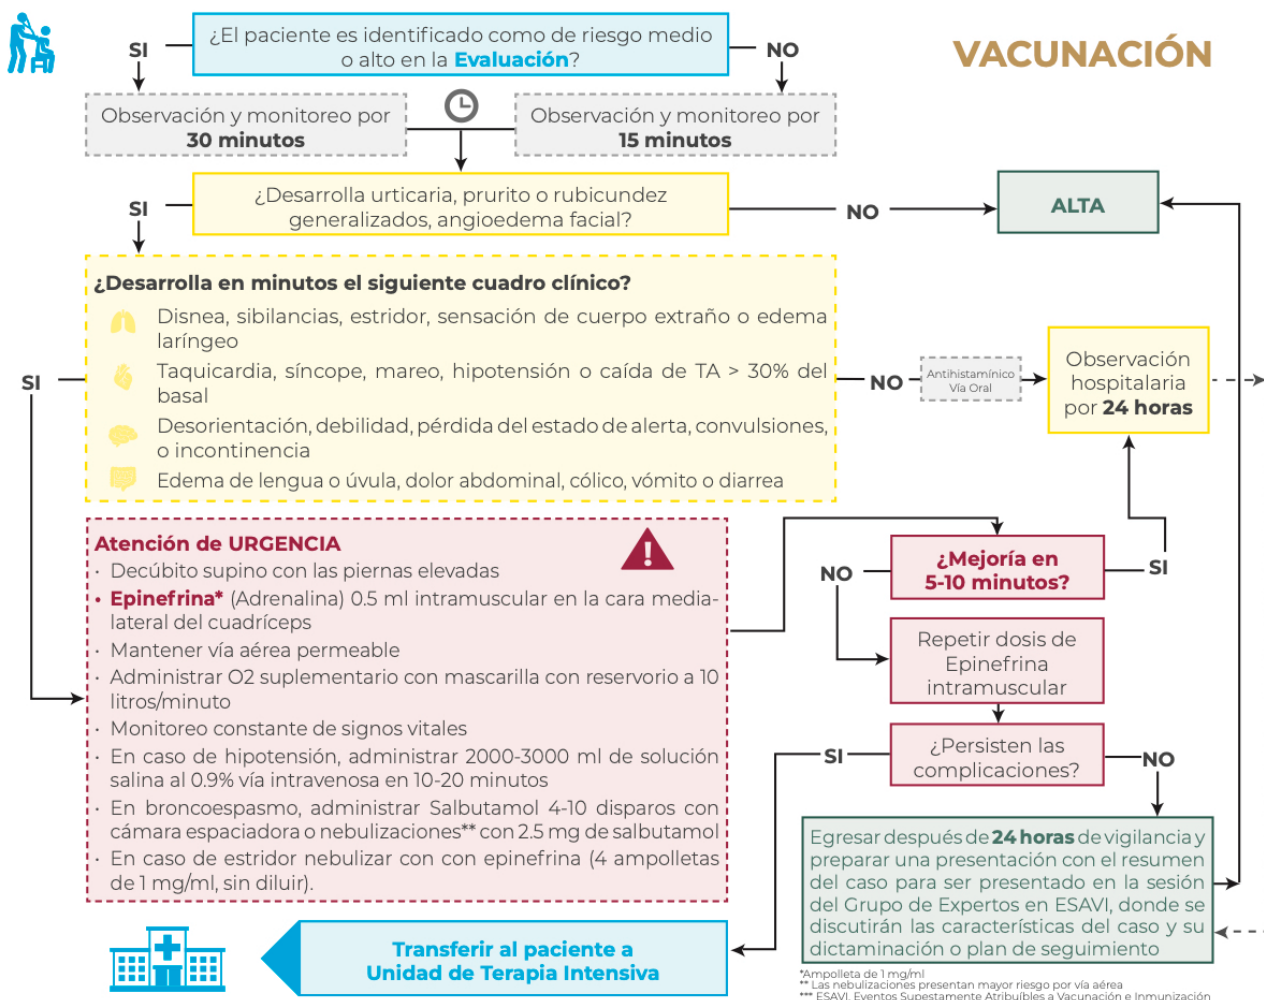 ¿El paciente es identificado como de riesgo medio
o alto en la Evaluación?
SI
NO
VACUNACIÓN
Observación y monitoreo por
30 minutos
Observación y monitoreo por
15 minutos
¿Desarrolla urticaria, prurito o rubicundez
generalizados, angioedema facial?
SI
NO
ALTA
¿Desarrolla en minutos el siguiente cuadro clínico?
Disnea, sibilancias, estridor, sensación de cuerpo extraño o edema
laríngeo
Taquicardia, síncope, mareo, hipotensión o caída de TA > 30% del
basal
Desorientación, debilidad, pérdida del estado de alerta, convulsiones,
o incontinencia
Edema de lengua o úvula, dolor abdominal, cólico, vómito o diarrea
SI
NO
Antihistamínico
Vía Oral
Observación
hospitalaria
por 24 horas
Atención de URGENCIA
· Decúbito supino con las piernas elevadas
• Epinefrina* (Adrenalina) 0.5 ml intramuscular en la cara media-
lateral del cuadríceps
· Mantener vía aérea permeable
· Administrar O2 suplementario con mascarilla con reservorio a 10
litros/minuto
· Monitoreo constante de signos vitales
· En caso de hipotensión, administrar 2000-3000 ml de solución
salina al 0.9% vía intravenosa en 10-20 minutos
· En broncoespasmo, administrar Salbutamol 4-10 disparos con
cámara espaciadora o nebulizaciones** con 2.5 mg de salbutamol
· En caso de estridor nebulizar con con epinefrina (4 ampolletas
de 1 mg/ml, sin diluir).
¿Mejoría en
5-10 minutos?
NO
SI
Repetir dosis de
Epinefrina
intramuscular
¿Persisten las
complicaciones?
SI
NO
Egresar después de 24 horas de vigilancia y
preparar una presentación con el resumen
del caso para ser presentado en la sesión
del Grupo de Expertos en ESAVI, donde se
discutirán las características del caso y su
dictaminación o plan de seguimiento
Transferir al paciente a
Unidad de Terapia Intensiva
*Ampolleta de 1 mg/ml
** Las nebulizaciones presentan mayor riesgo por vía aérea
*** ESAVI. Eventos Supestamente Atribuíbles a Vacunación e Inmunización